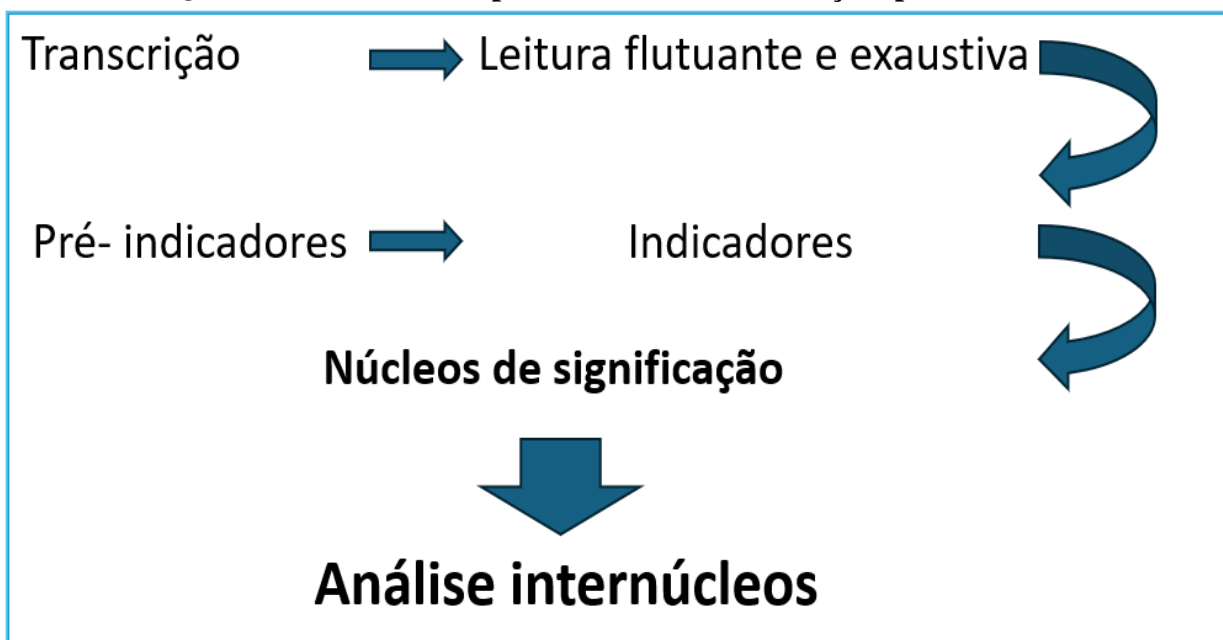 Transcrição Leitura flutuante e exaustiva
Pré- indicadores Indicadores
Núcleos de significação
Análise internúcleos